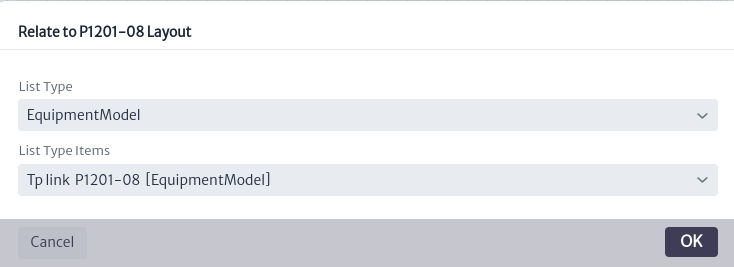 Relate to P1201-08 Layout
List Type
EquipmentModel
List Type Items
Tp link P1201-08 [EquipmentModel]
Cancel
OK